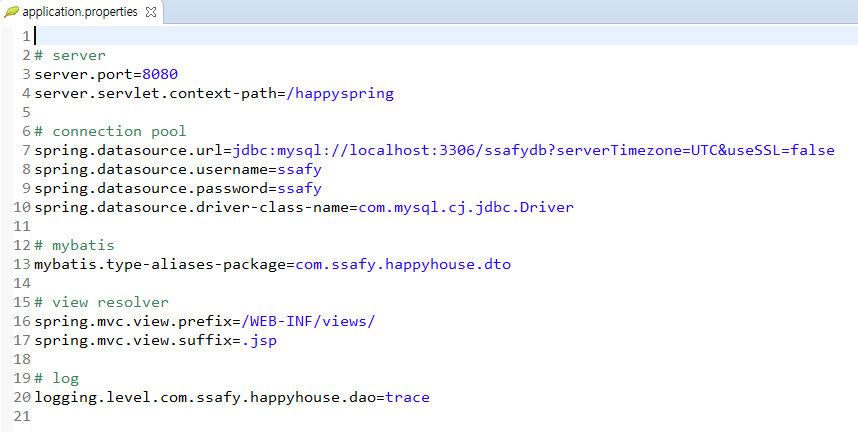 application.properties
1
2 # server
3 server.port=8080
4 server.servlet.context-path=/happyspring
5
6 # connection pool
7 spring.datasource.url=jdbc:mysql://localhost:3306/ssafydb?serverTimezone=UTC&useSSL=false
8 spring.datasource.username=ssafy
9 spring.datasource.password=ssafy
10 spring.datasource.driver-class-name=com.mysql.cj.jdbc.Driver
11
12 # mybatis
13 mybatis.type-aliases-package=com.ssafy.happyhouse.dto
14
15 # view resolver
16 spring.mvc.view.prefix=/WEB-INF/views/
17 spring.mvc.view.suffix=.jsp
18
19 # log
20 logging.level.com.ssafy.happyhouse.dao=trace
21